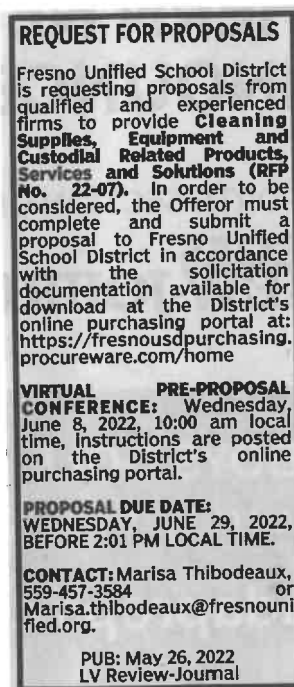 REQUEST FOR PROPOSALS
Fresno Unified School District
is requesting proposals from
qualified and experienced
firms to provide Cleaning
Supplies, Equipment and
Custodial Related Products,
Services and Solutions (RFP
No. 22-07). In order to be
considered, the Offeror must
complete and submit a
proposal to Fresno Unified
School District in accordance
with the solicitation
documentation available for
download at the District's
online purchasing portal at:
https://fresnousdpurchasing.
procureware.com/home
VIRTUAL PRE-PROPOSAL
CONFERENCE: Wednesday,
June 8, 2022, 10:00 am local
time, instructions are posted
on the District's online
purchasing portal.
PROPOSAL DUE DATE:
WEDNESDAY, JUNE 29, 2022,
BEFORE 2:01 PM LOCAL TIME.
CONTACT: Marisa Thibodeaux,
559-457-3584 or
Marisa.thibodeaux@fresnouni
fied.org.
PUB: May 26, 2022
LV Review-Journal